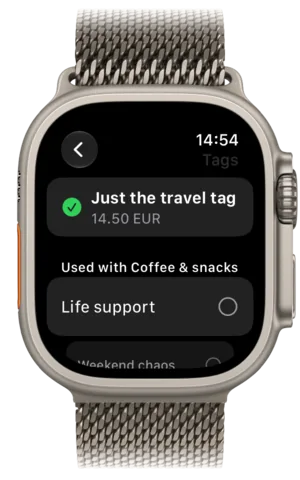 14:54
Tags
Just the travel tag
14.50 EUR
Used with Coffee & snacks
Life support
Weekend chaos